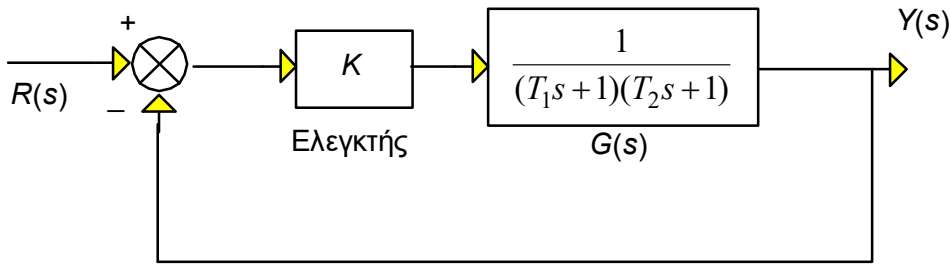 +
R(s)
−
K
Ελεγκτής
1
(T₁s+1)(T₂s+1)
G(s)
Y(s)